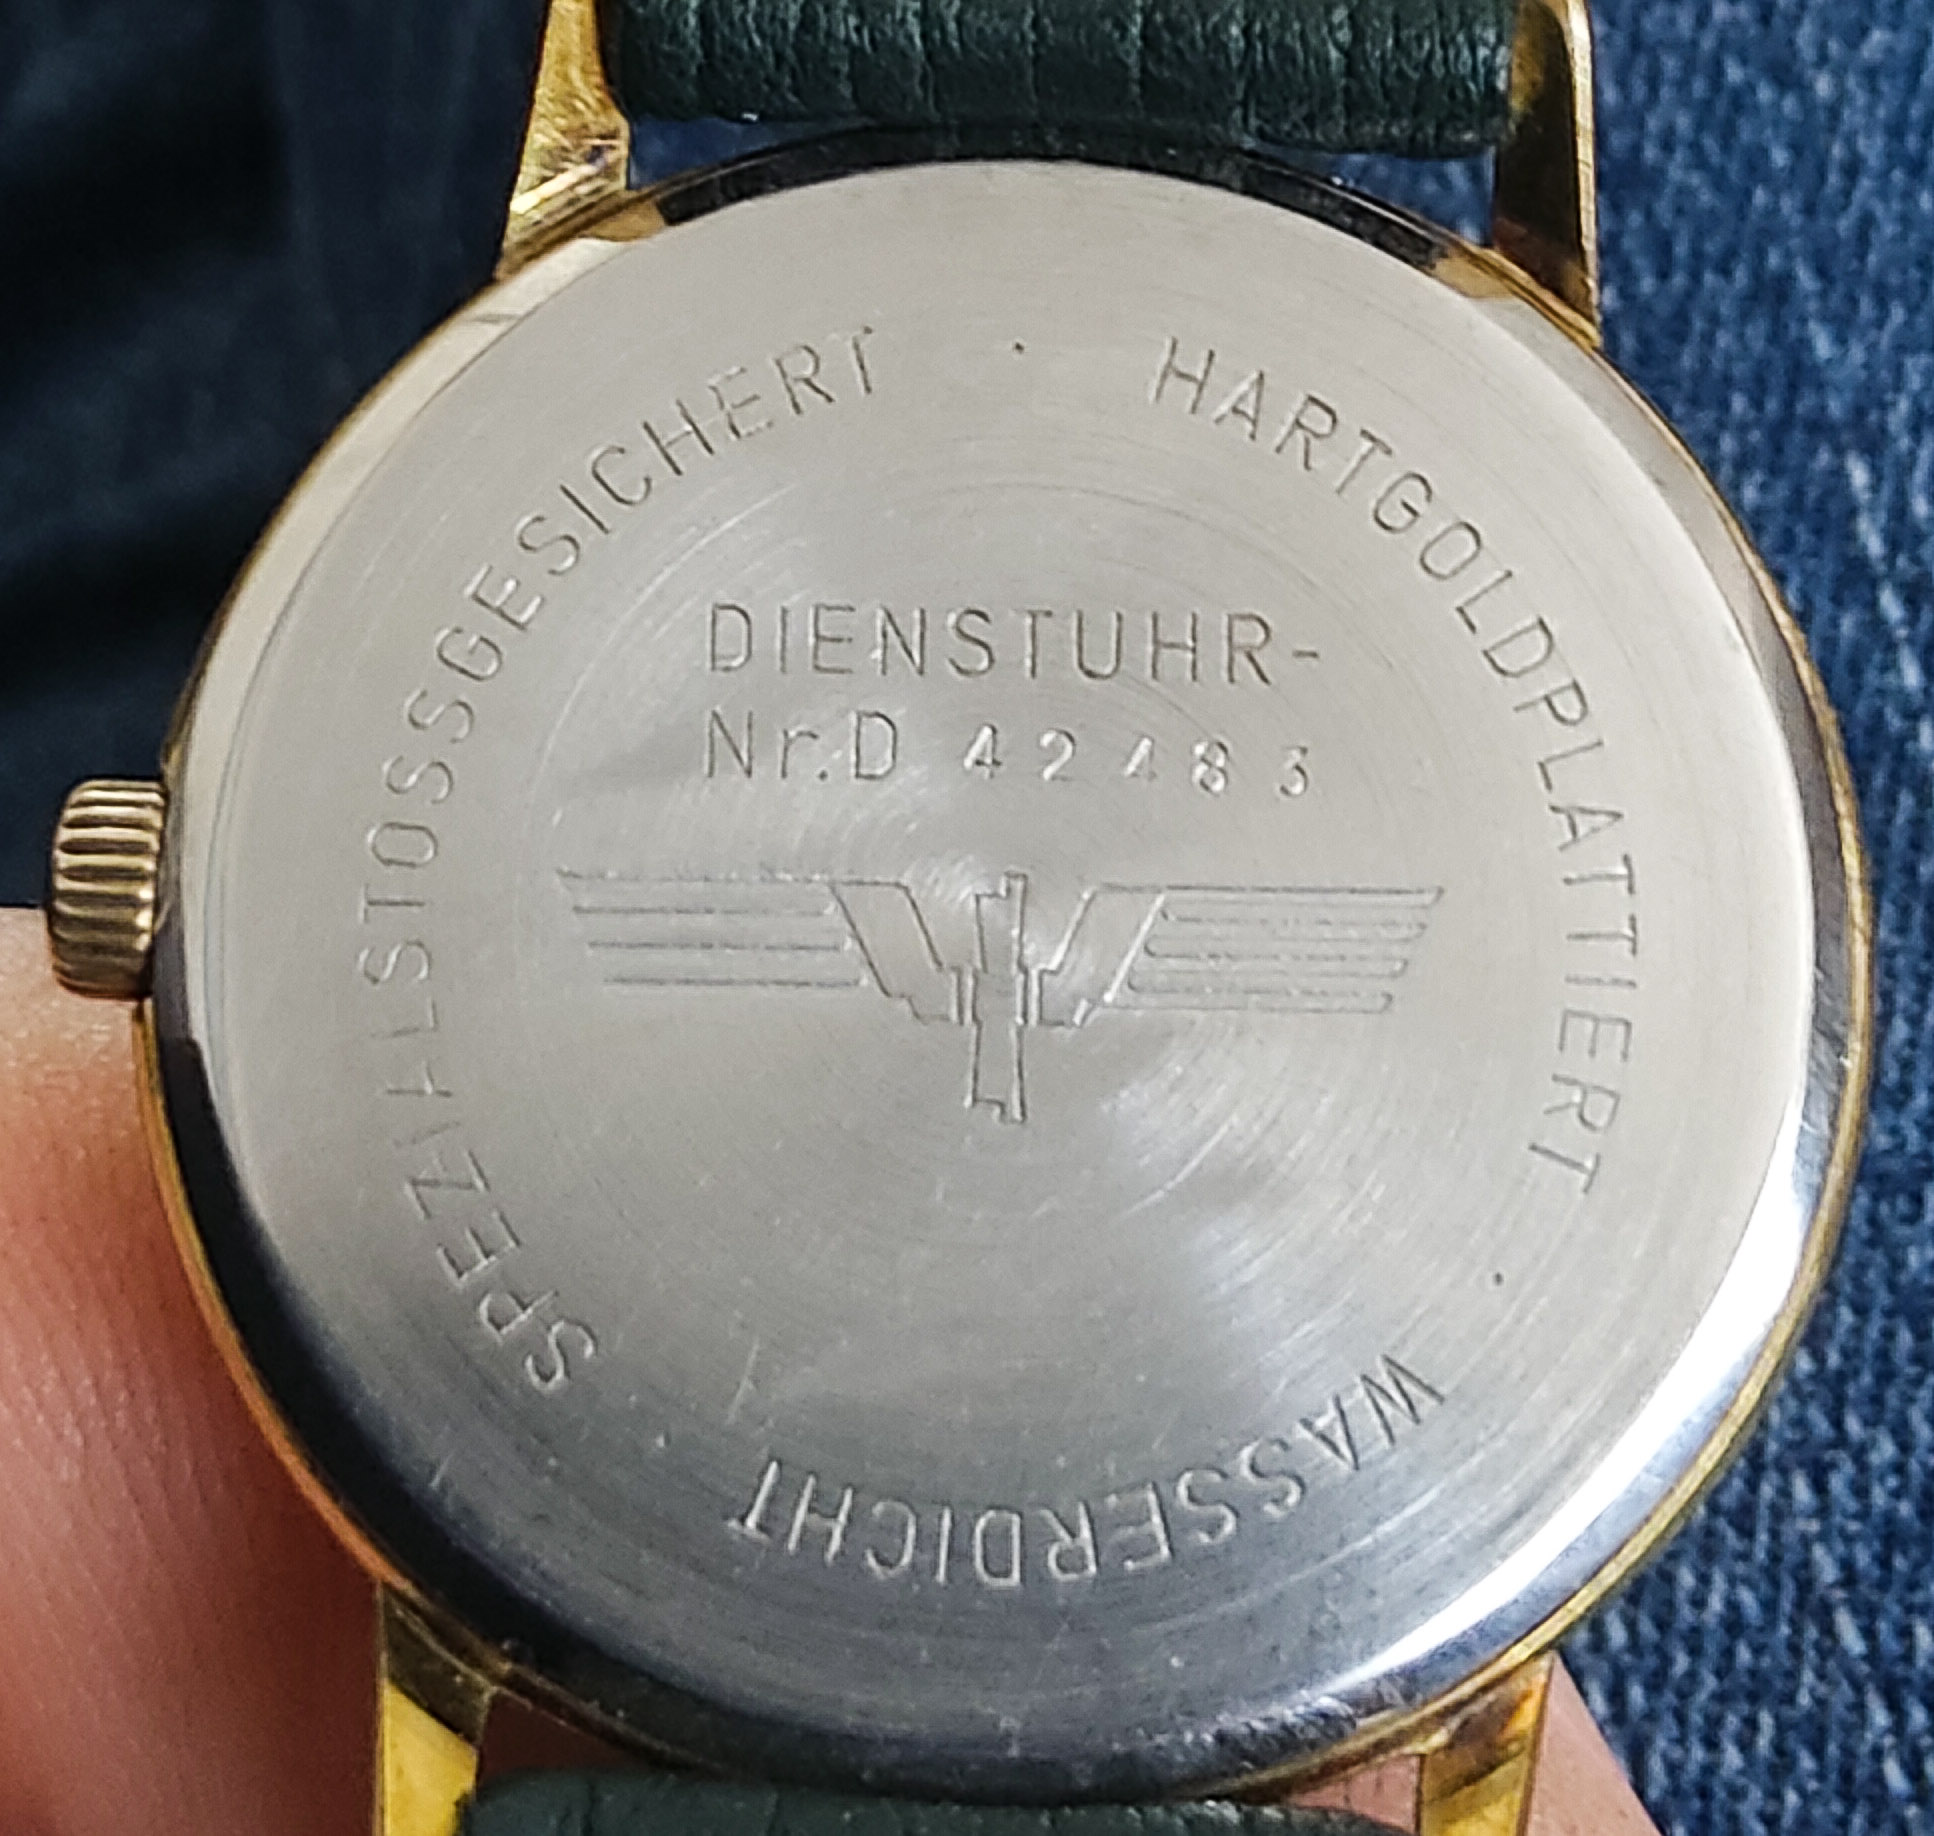 SPEZIALSTOSSGESICHERT · HARTGOLDPLATTIERT · WASSERDICHT ·
DIENSTUHR-
Nr.D 42483